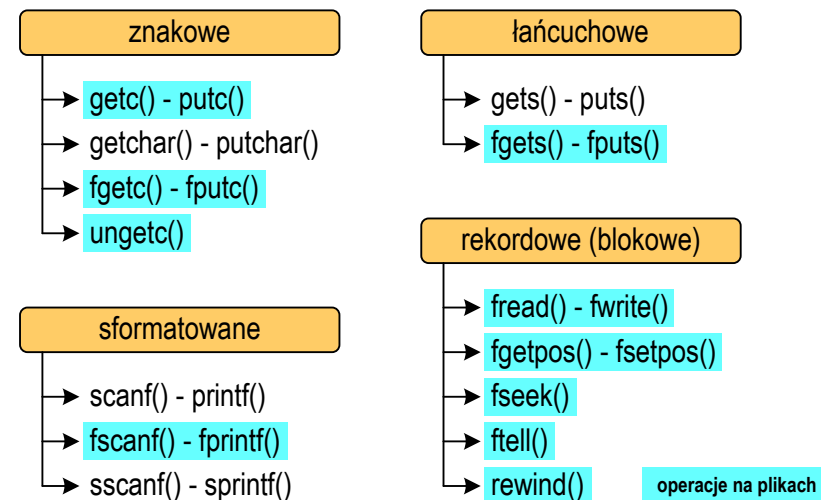 znakowe
getc() - putc()
getchar() - putchar()
fgetc() - fputc()
ungetc()
sformatowane
scanf() - printf()
fscanf() - fprintf()
sscanf() - sprintf()
łańcuchowe
gets() - puts()
fgets() - fputs()
rekordowe (blokowe)
fread() - fwrite()
fgetpos() - fsetpos()
fseek()
ftell()
rewind()
operacje na plikach